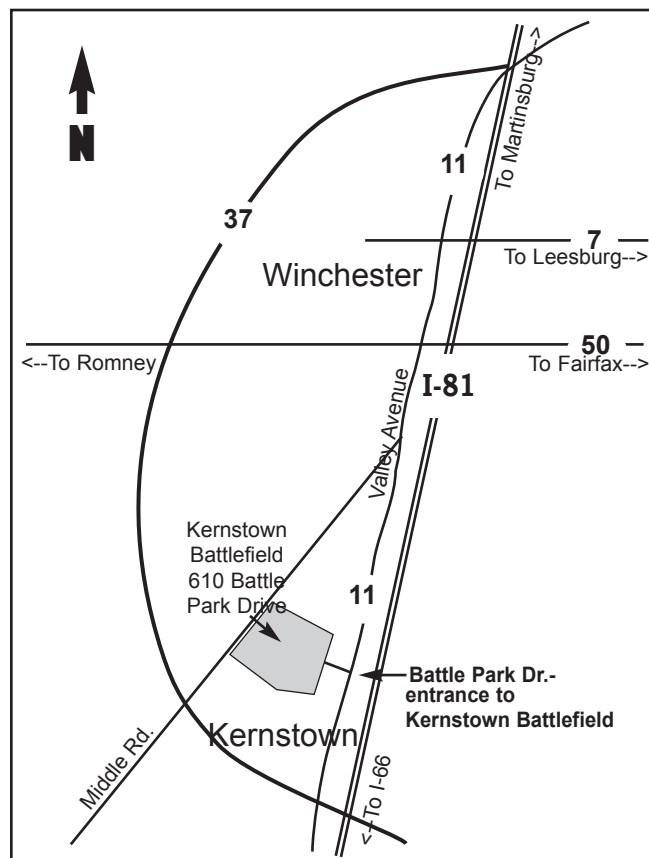 N
To Martinsburg-->
11
37
7
To Leesburg-->
Winchester
50
<--To Romney
To Fairfax-->
I-81
Valley Avenue
Kernstown
Battlefield
610 Battle
Park Drive
11
Battle Park Dr.-
entrance to
Kernstown Battlefield
Kernstown
Middle Rd.
<--To I-66